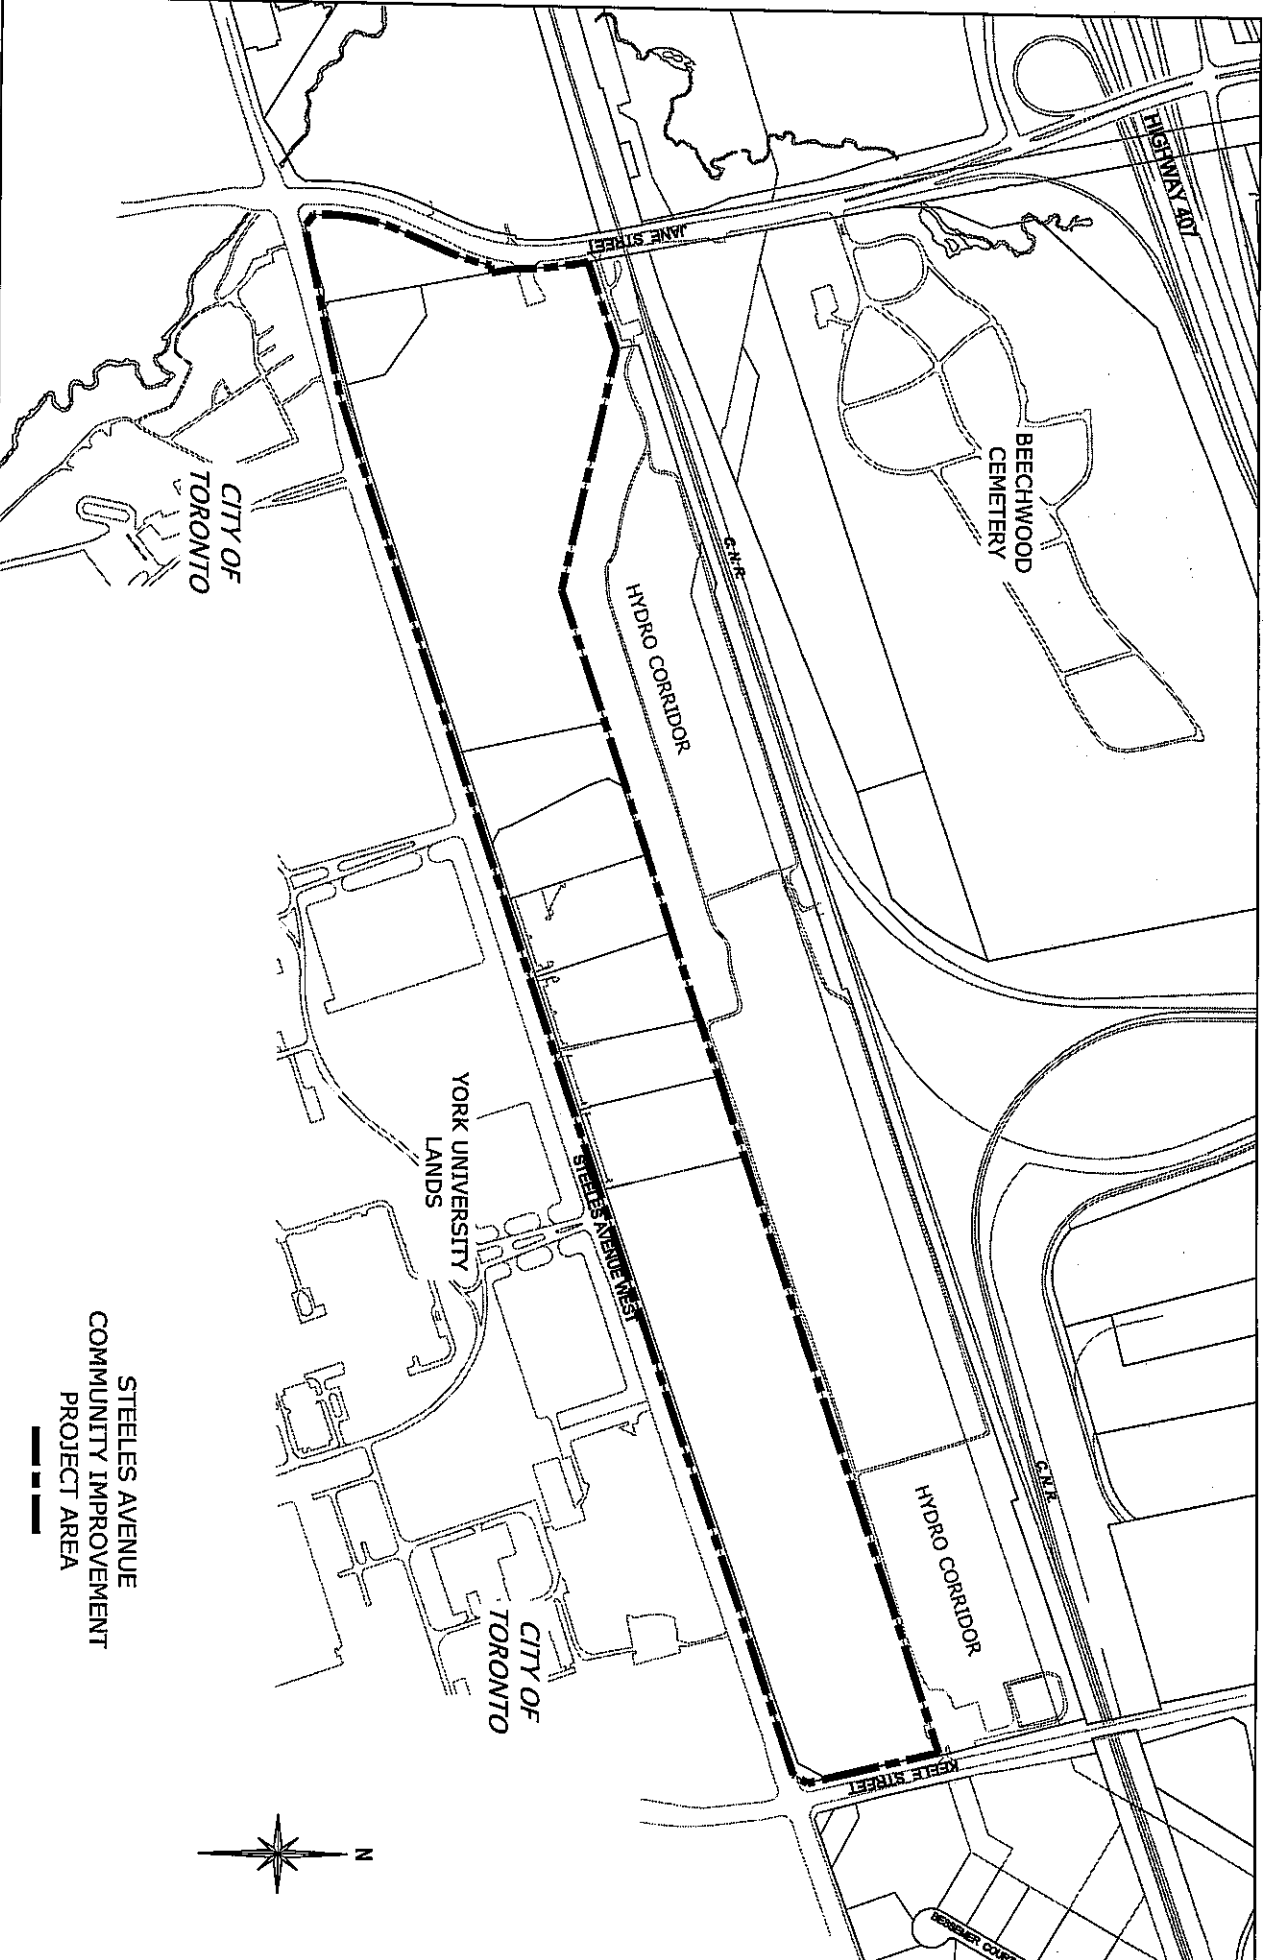 HIGHWAY 407
JANE STREET
BEECHWOOD
CEMETERY
C.N.R.
HYDRO CORRIDOR
CITY OF
TORONTO
YORK UNIVERSITY
LANDS
STEELES AVENUE WEST
C.N.R.
HYDRO CORRIDOR
CITY OF
TORONTO
KEELE STREET
BESSEMER COURT
STEELES AVENUE
COMMUNITY IMPROVEMENT
PROJECT AREA
N